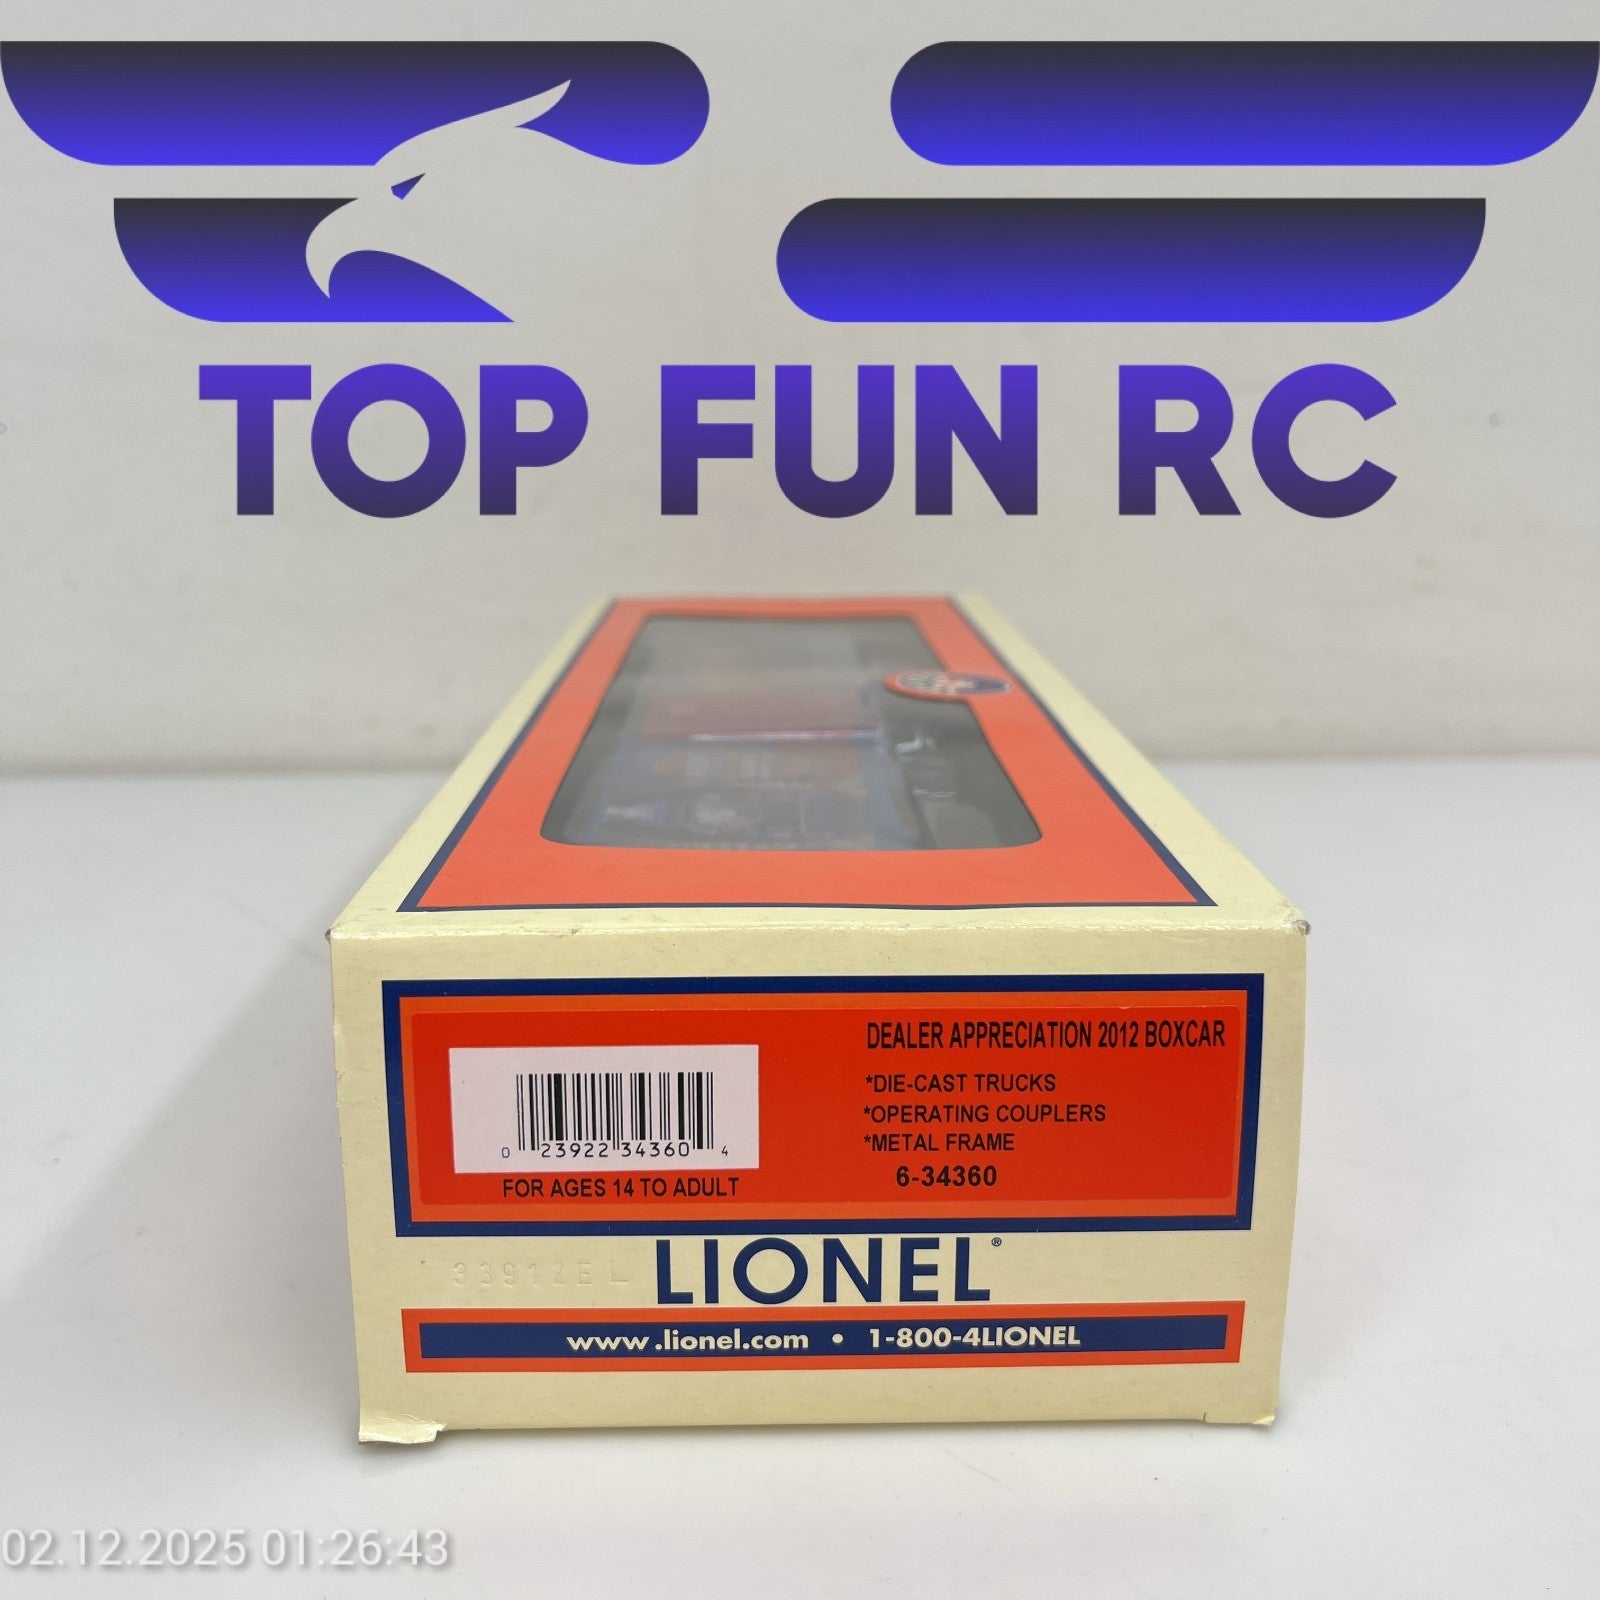 TOP FUN RC
DEALER APPRECIATION 2012 BOXCAR
*DIE-CAST TRUCKS
*OPERATING COUPLERS
*METAL FRAME
6-34360
0 23922 34360 4
FOR AGES 14 TO ADULT
LIONEL®
www.lionel.com • 1-800-4LIONEL
02.12.2025 01:26:43